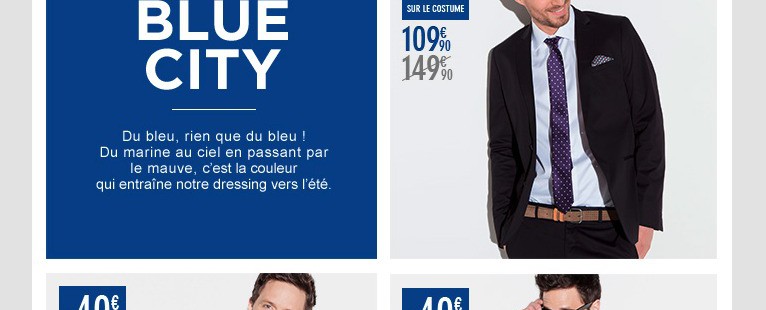 BLUE
CITY
Du bleu, rien que du bleu !
Du marine au ciel en passant par
le mauve, c'est la couleur
qui entraîne notre dressing vers l'été.
SUR LE COSTUME
109€90
149€90
-40€
-40€